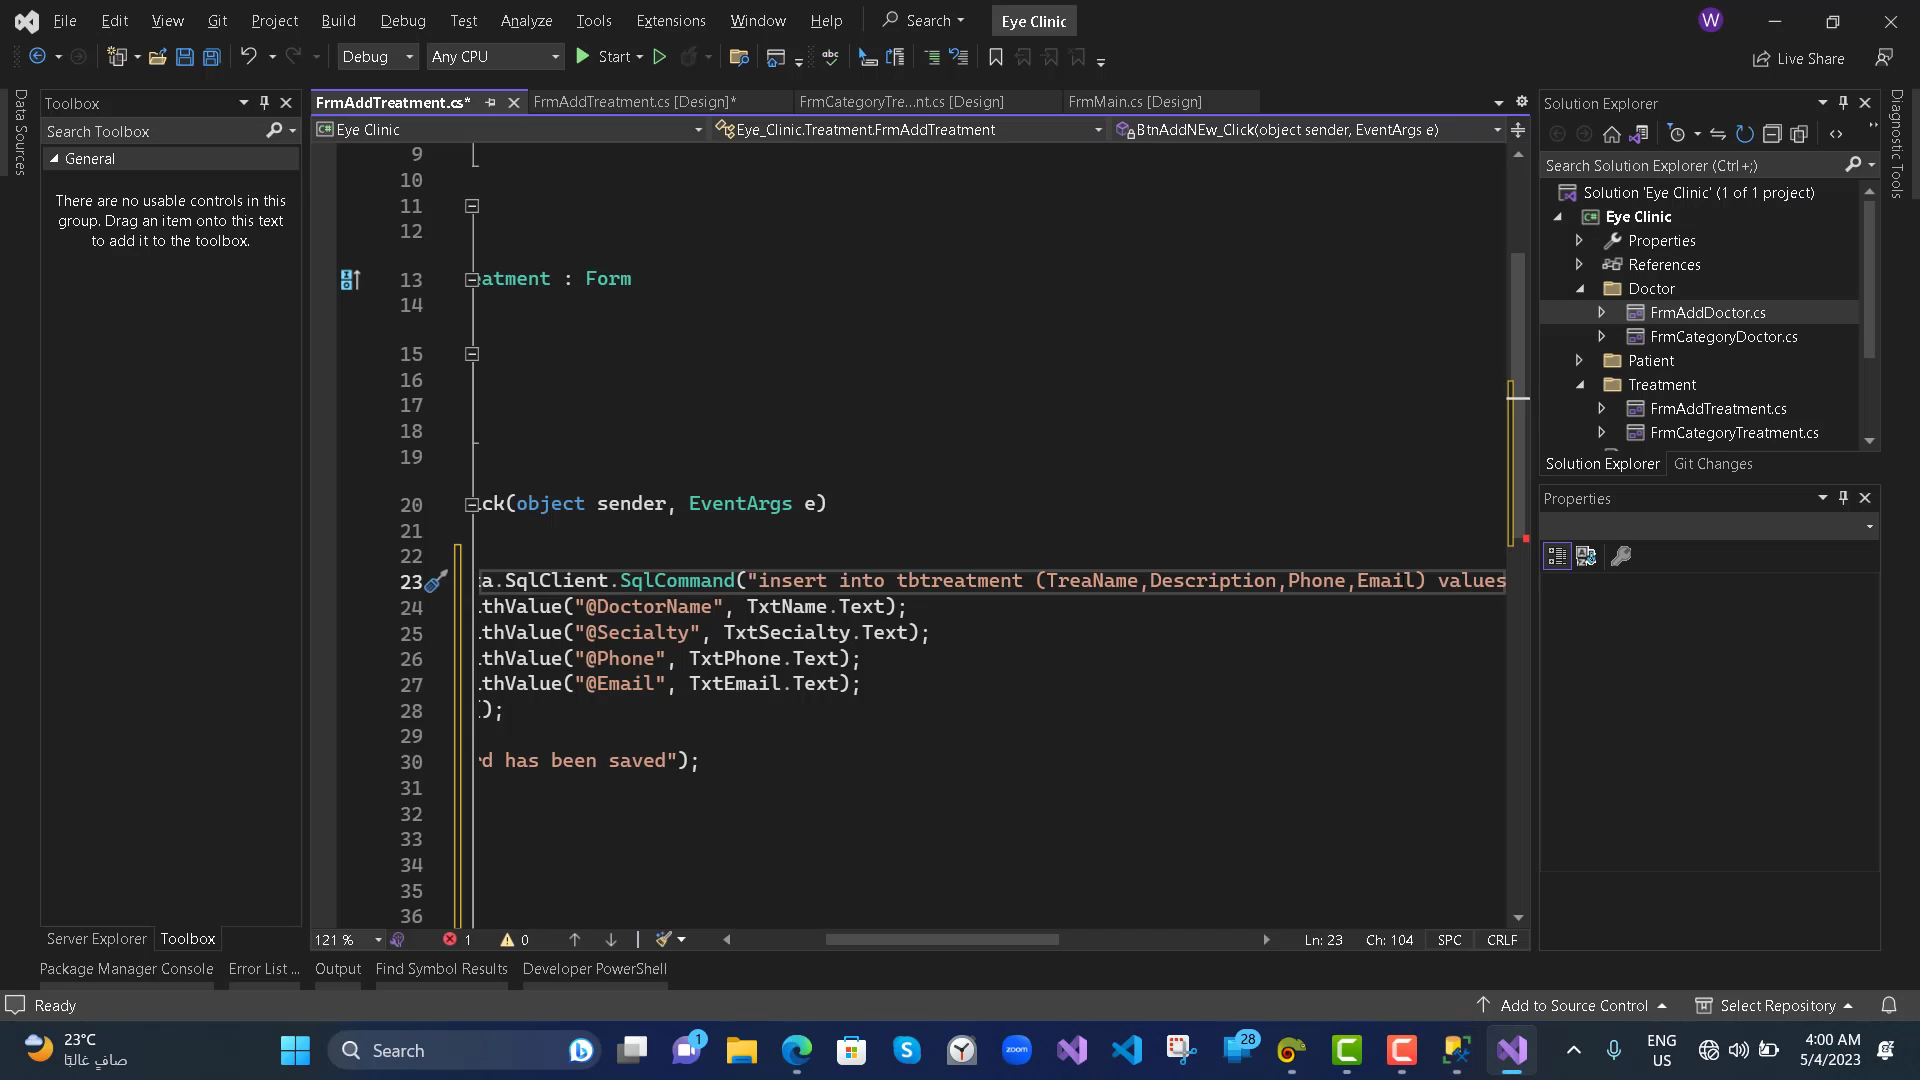 File Edit View Git Project Build Debug Test Analyze Tools Extensions Window Help Search Eye Clinic W
Debug Any CPU Start abc Live Share
Data Sources
Toolbox
Search Toolbox
General
There are no usable controls in this
group. Drag an item onto this text
to add it to the toolbox.
Server Explorer Toolbox
FrmAddTreatment.cs* FrmAddTreatment.cs [Design]* FrmCategoryTre...nt.cs [Design] FrmMain.cs [Design]
C# Eye Clinic Eye_Clinic.Treatment.FrmAddTreatment BtnAddNEw_Click(object sender, EventArgs e)
9
10
11
12
13 atment : Form
14
15
16
17
18
19
20 ck(object sender, EventArgs e)
21
22
23 a.SqlClient.SqlCommand("insert into tbtreatment (TreaName,Description,Phone,Email) values
24 ithValue("@DoctorName", TxtName.Text);
25 ithValue("@Secialty", TxtSecialty.Text);
26 ithValue("@Phone", TxtPhone.Text);
27 ithValue("@Email", TxtEmail.Text);
28 ();
29
30 d has been saved");
31
32
33
34
35
36
121 % 1 0 Ln: 23 Ch: 104 SPC CRLF
Solution Explorer
Search Solution Explorer (Ctrl+;)
Solution 'Eye Clinic' (1 of 1 project)
C# Eye Clinic
Properties
References
Doctor
FrmAddDoctor.cs
FrmCategoryDoctor.cs
Patient
Treatment
FrmAddTreatment.cs
FrmCategoryTreatment.cs
Solution Explorer Git Changes
Properties
Diagnostic Tools
Package Manager Console Error List ... Output Find Symbol Results Developer PowerShell
Ready Add to Source Control Select Repository
23°C
صافٍ غالبًا
Search
1
zoom
28
ENG
US
4:00 AM
5/4/2023